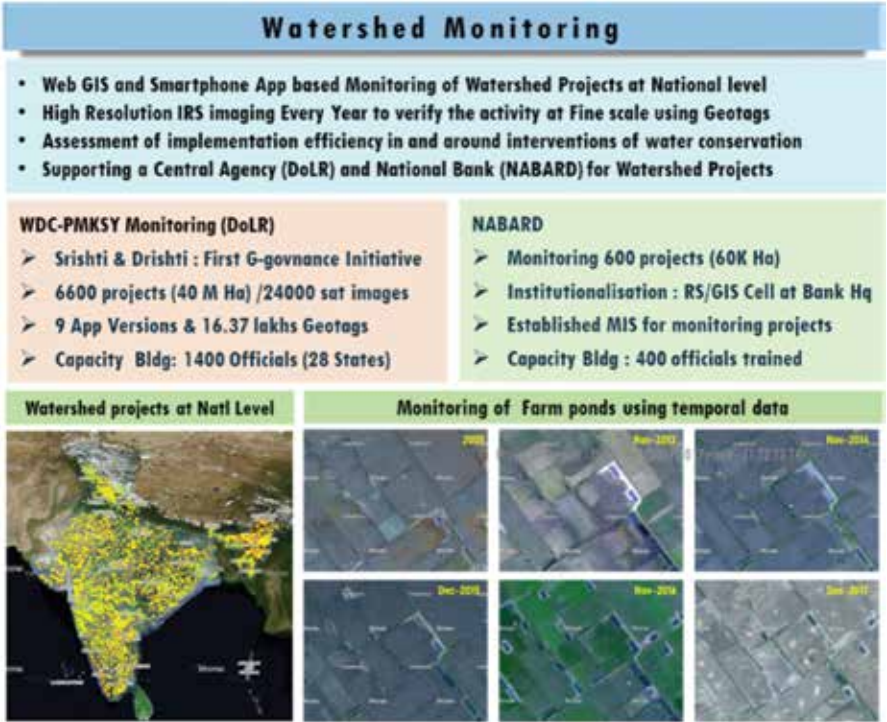 Watershed Monitoring
• Web GIS and Smartphone App based Monitoring of Watershed Projects at National level
• High Resolution IRS imaging Every Year to verify the activity at Fine scale using Geotags
• Assessment of implementation efficiency in and around interventions of water conservation
• Supporting a Central Agency (DoLR) and National Bank (NABARD) for Watershed Projects
WDC-PMKSY Monitoring (DoLR)
➢ Srishti & Drishti : First G-govnance Initiative
➢ 6600 projects (40 M Ha) /24000 sat images
➢ 9 App Versions & 16.37 lakhs Geotags
➢ Capacity Bldg: 1400 Officials (28 States)
NABARD
➢ Monitoring 600 projects (60K Ha)
➢ Institutionalisation : RS/GIS Cell at Bank Hq
➢ Established MIS for monitoring projects
➢ Capacity Bldg : 400 officials trained
Watershed projects at Natl Level
Monitoring of Farm ponds using temporal data
Nov-2014
Dec-2015
Nov-2016